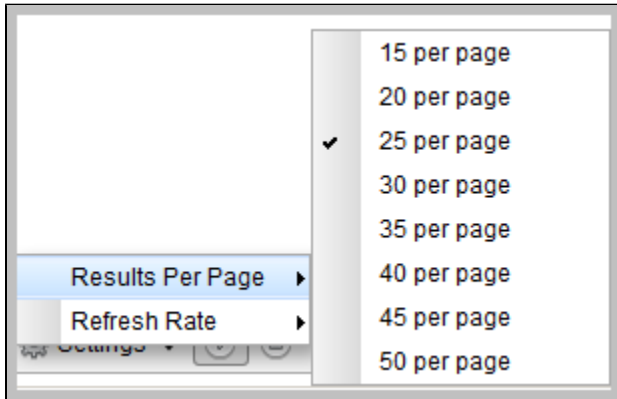 15 per page
20 per page
25 per page
30 per page
35 per page
Results Per Page
40 per page
Refresh Rate
45 per page
Settings
50 per page